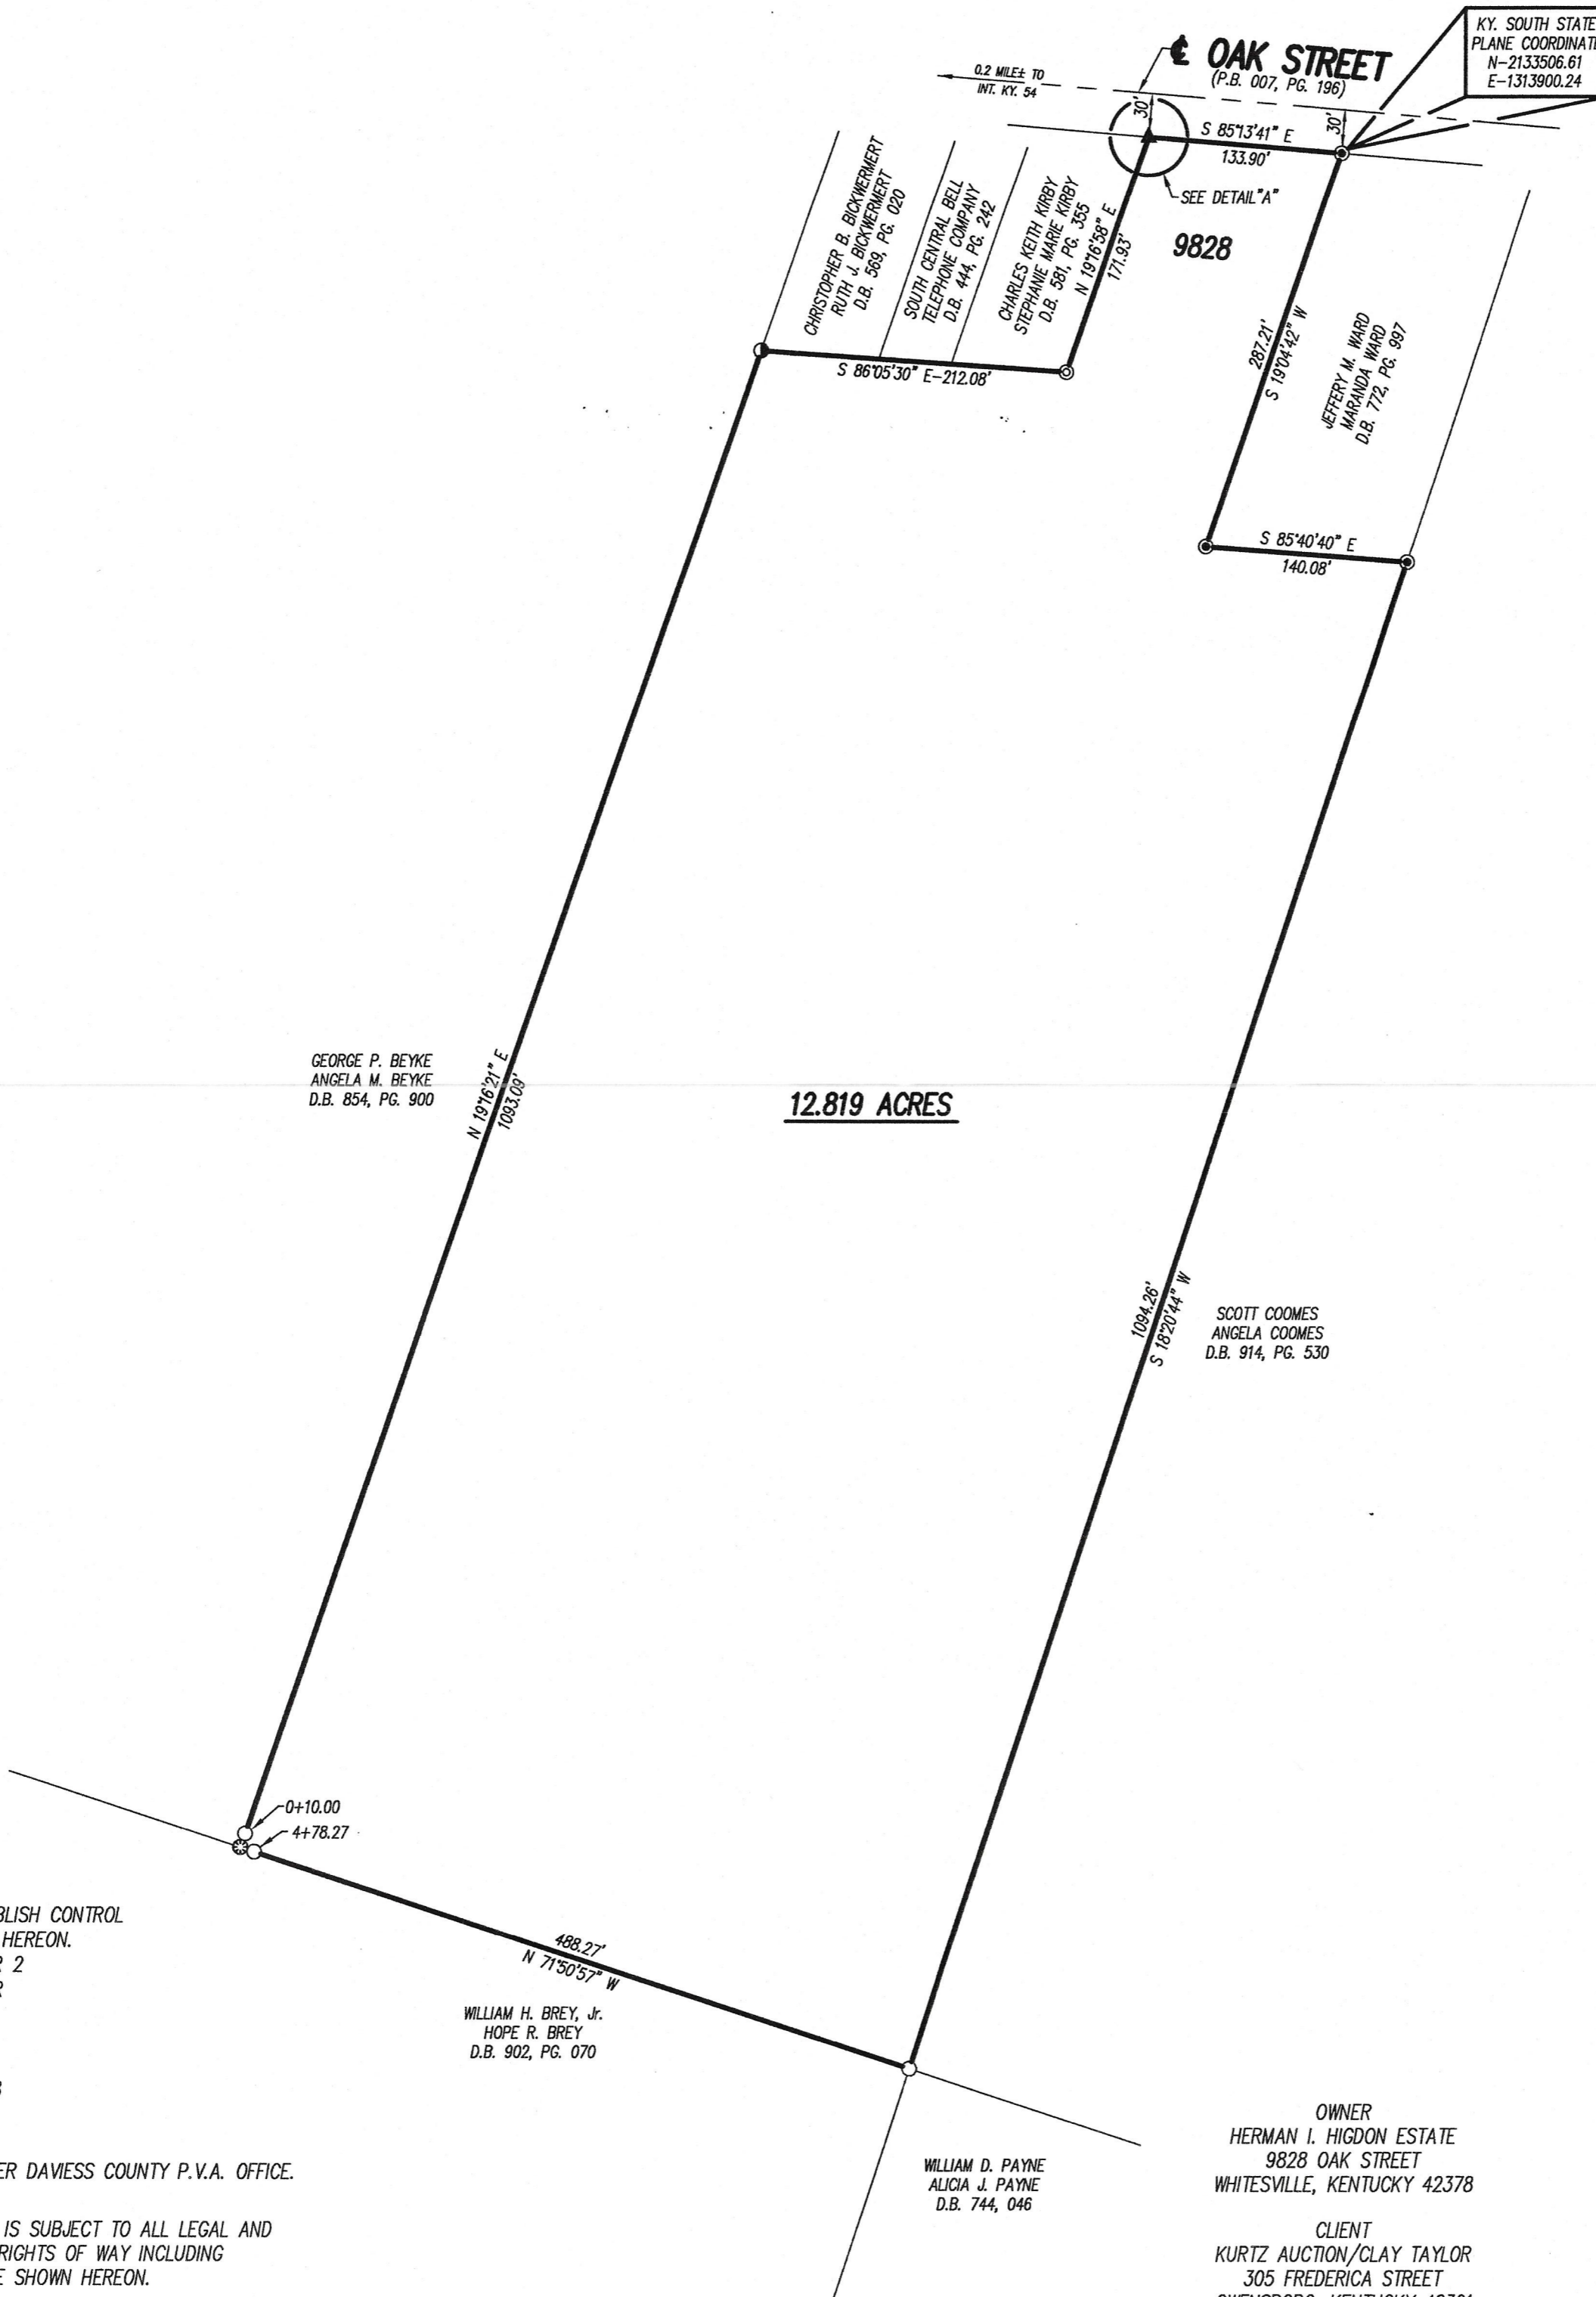 KY. SOUTH STATE
PLANE COORDINATE
N-2133506.61
E-1313900.24
℄ OAK STREET
(P.B. 007, PG. 196)
0.2 MILE± TO
INT. KY. 54
30'
30'
S 85°13'41" E
133.90'
SEE DETAIL "A"
9828
CHRISTOPHER B. BICKWERMERT
RUTH J. BICKWERMERT
D.B. 569, PG. 020
SOUTH CENTRAL BELL
TELEPHONE COMPANY
D.B. 444, PG. 242
CHARLES KEITH KIRBY
STEPHANIE MARIE KIRBY
D.B. 581, PG. 355
N 19°16'58" E
171.93'
287.21'
S 19°04'42" W
JEFFERY M. WARD
MARANDA WARD
D.B. 772, PG. 997
S 86°05'30" E-212.08'
S 85°40'40" E
140.08'
GEORGE P. BEYKE
ANGELA M. BEYKE
D.B. 854, PG. 900
N 19°16'21" E
1093.09'
12.819 ACRES
1094.26'
S 18°20'44" W
SCOTT COOMES
ANGELA COOMES
D.B. 914, PG. 530
0+10.00
4+78.27
488.27'
N 71°50'57" W
WILLIAM H. BREY, Jr.
HOPE R. BREY
D.B. 902, PG. 070
WILLIAM D. PAYNE
ALICIA J. PAYNE
D.B. 744, 046
BLISH CONTROL
HEREON.
2
ER DAVIESS COUNTY P.V.A. OFFICE.
IS SUBJECT TO ALL LEGAL AND
RIGHTS OF WAY INCLUDING
E SHOWN HEREON.
OWNER
HERMAN I. HIGDON ESTATE
9828 OAK STREET
WHITESVILLE, KENTUCKY 42378
CLIENT
KURTZ AUCTION/CLAY TAYLOR
305 FREDERICA STREET